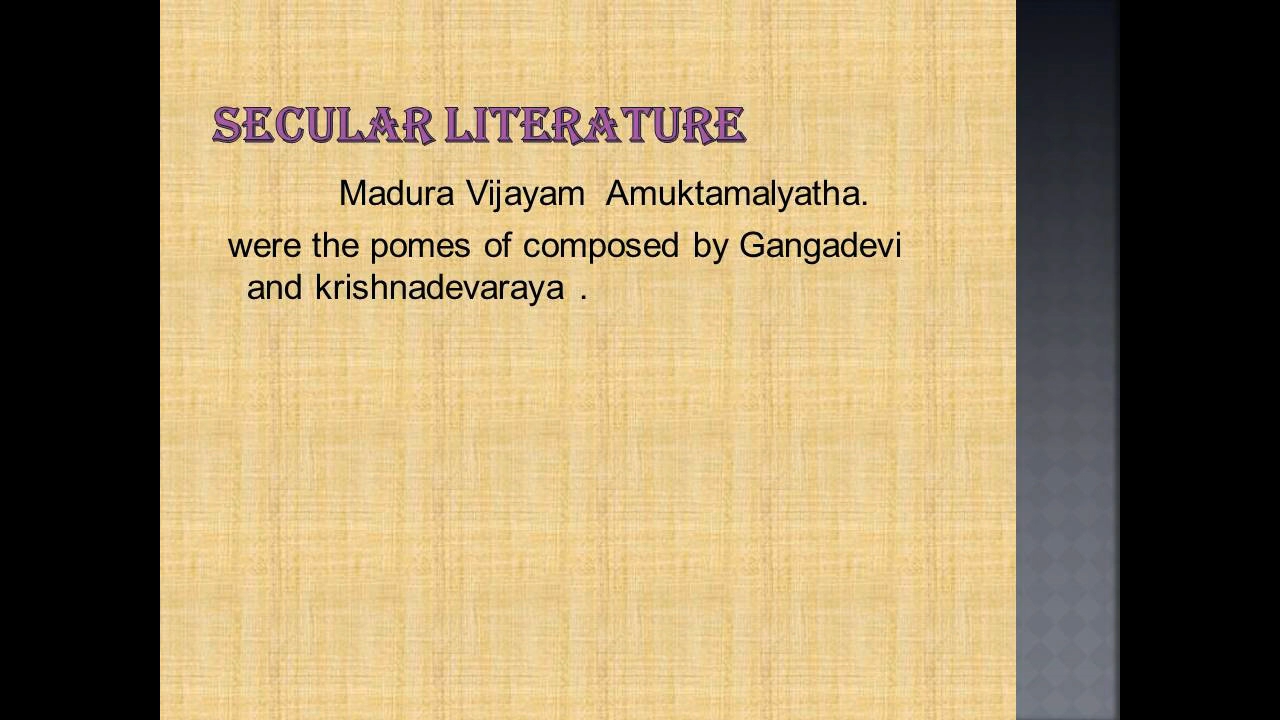 SECULAR LITERATURE
Madura Vijayam  Amuktamalyatha.
were the pomes of composed by Gangadevi
and krishnadevaraya .